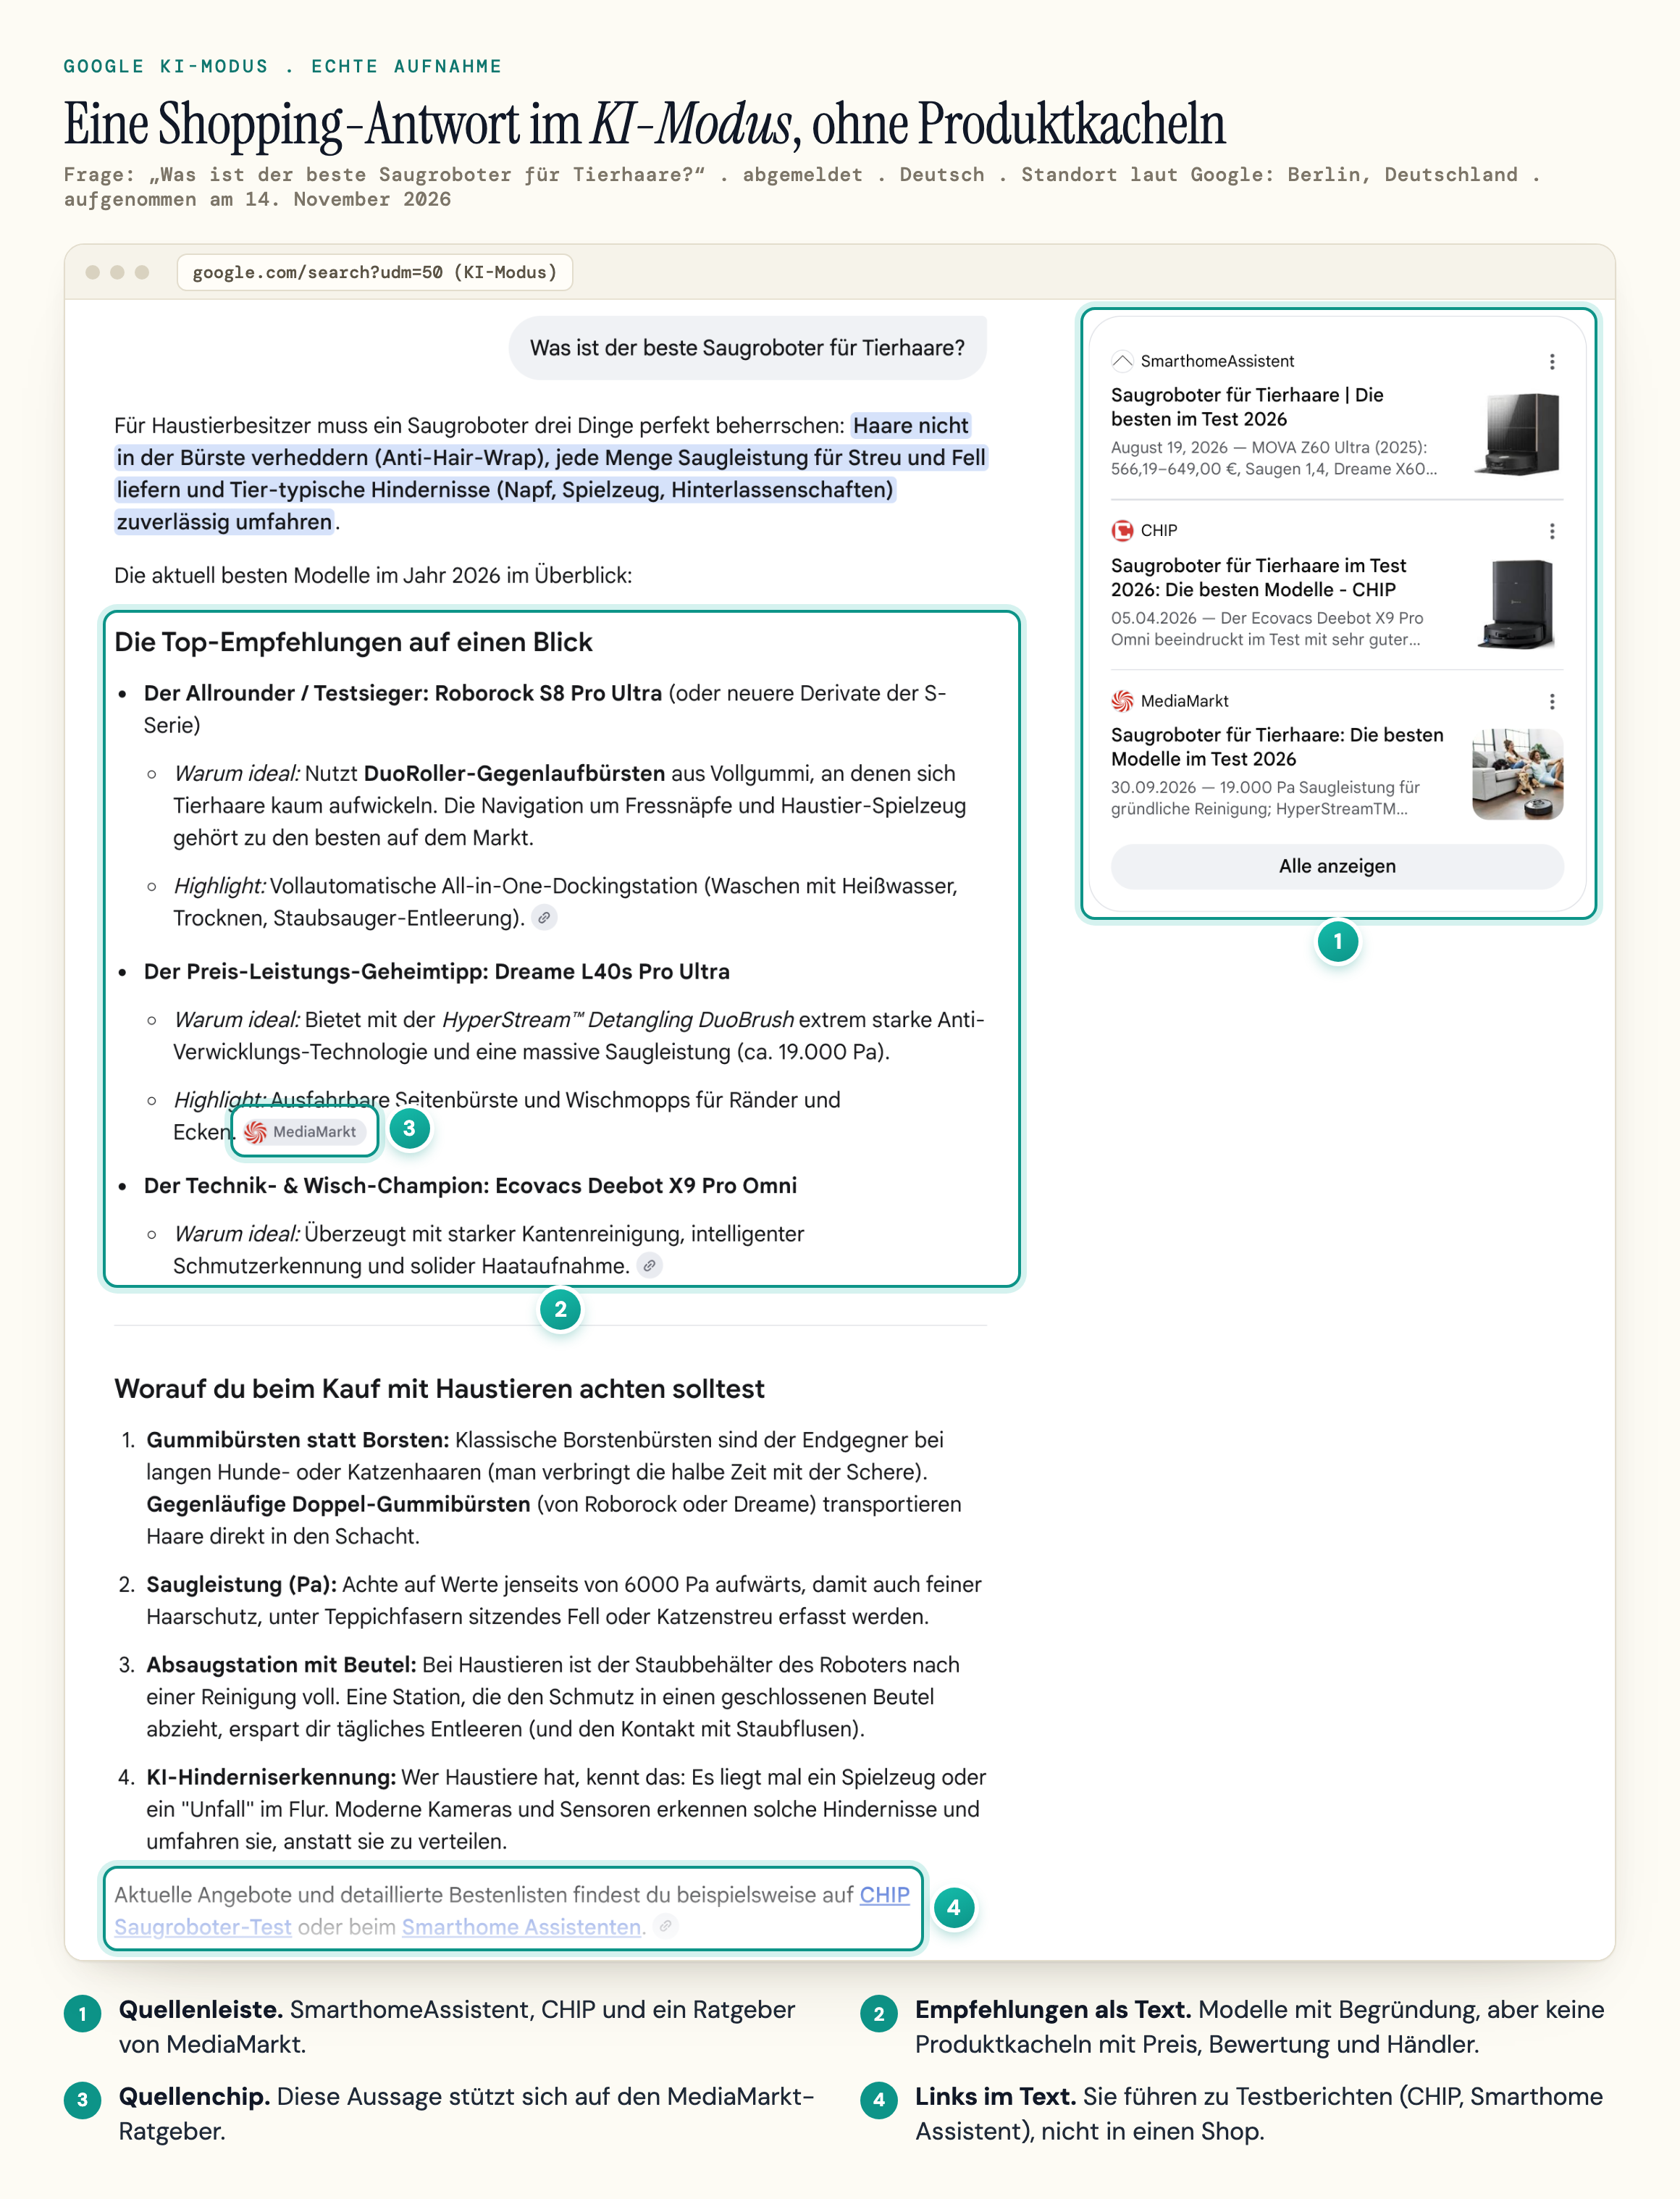 GOOGLE KI-MODUS . ECHTE AUFNAHME
Eine Shopping-Antwort im KI-Modus, ohne Produktkacheln
Frage: „Was ist der beste Saugroboter für Tierhaare?“ . abgemeldet . Deutsch . Standort laut Google: Berlin, Deutschland .
aufgenommen am 14. November 2026
google.com/search?udm=50 (KI-Modus)
Was ist der beste Saugroboter für Tierhaare?
Für Haustierbesitzer muss ein Saugroboter drei Dinge perfekt beherrschen: Haare nicht
in der Bürste verheddern (Anti-Hair-Wrap), jede Menge Saugleistung für Streu und Fell
liefern und Tier-typische Hindernisse (Napf, Spielzeug, Hinterlassenschaften)
zuverlässig umfahren.
Die aktuell besten Modelle im Jahr 2026 im Überblick:
Die Top-Empfehlungen auf einen Blick
• Der Allrounder / Testsieger: Roborock S8 Pro Ultra (oder neuere Derivate der S-
Serie)
◦ Warum ideal: Nutzt DuoRoller-Gegenlaufbürsten aus Vollgummi, an denen sich
Tierhaare kaum aufwickeln. Die Navigation um Fressnäpfe und Haustier-Spielzeug
gehört zu den besten auf dem Markt.
◦ Highlight: Vollautomatische All-in-One-Dockingstation (Waschen mit Heißwasser,
Trocknen, Staubsauger-Entleerung).
• Der Preis-Leistungs-Geheimtipp: Dreame L40s Pro Ultra
◦ Warum ideal: Bietet mit der HyperStream™ Detangling DuoBrush extrem starke Anti-
Verwicklungs-Technologie und eine massive Saugleistung (ca. 19.000 Pa).
◦ Highlight: Ausfahrbare Seitenbürste und Wischmopps für Ränder und
Ecken. MediaMarkt
3
• Der Technik- & Wisch-Champion: Ecovacs Deebot X9 Pro Omni
◦ Warum ideal: Überzeugt mit starker Kantenreinigung, intelligenter
Schmutzerkennung und solider Haataufnahme.
2
Worauf du beim Kauf mit Haustieren achten solltest
1. Gummibürsten statt Borsten: Klassische Borstenbürsten sind der Endgegner bei
langen Hunde- oder Katzenhaaren (man verbringt die halbe Zeit mit der Schere).
Gegenläufige Doppel-Gummibürsten (von Roborock oder Dreame) transportieren
Haare direkt in den Schacht.
2. Saugleistung (Pa): Achte auf Werte jenseits von 6000 Pa aufwärts, damit auch feiner
Haarschutz, unter Teppichfasern sitzendes Fell oder Katzenstreu erfasst werden.
3. Absaugstation mit Beutel: Bei Haustieren ist der Staubbehälter des Roboters nach
einer Reinigung voll. Eine Station, die den Schmutz in einen geschlossenen Beutel
abzieht, erspart dir tägliches Entleeren (und den Kontakt mit Staubflusen).
4. KI-Hinderniserkennung: Wer Haustiere hat, kennt das: Es liegt mal ein Spielzeug oder
ein "Unfall" im Flur. Moderne Kameras und Sensoren erkennen solche Hindernisse und
umfahren sie, anstatt sie zu verteilen.
Aktuelle Angebote und detaillierte Bestenlisten findest du beispielsweise auf CHIP
Saugroboter-Test oder beim Smarthome Assistenten.
4
SmarthomeAssistent
Saugroboter für Tierhaare | Die
besten im Test 2026
August 19, 2026 — MOVA Z60 Ultra (2025):
566,19–649,00 €, Saugen 1,4, Dreame X60...
CHIP
Saugroboter für Tierhaare im Test
2026: Die besten Modelle - CHIP
05.04.2026 — Der Ecovacs Deebot X9 Pro
Omni beeindruckt im Test mit sehr guter...
MediaMarkt
Saugroboter für Tierhaare: Die besten
Modelle im Test 2026
30.09.2026 — 19.000 Pa Saugleistung für
gründliche Reinigung; HyperStreamTM...
Alle anzeigen
1
1 Quellenleiste. SmarthomeAssistent, CHIP und ein Ratgeber
von MediaMarkt.
2 Empfehlungen als Text. Modelle mit Begründung, aber keine
Produktkacheln mit Preis, Bewertung und Händler.
3 Quellenchip. Diese Aussage stützt sich auf den MediaMarkt-
Ratgeber.
4 Links im Text. Sie führen zu Testberichten (CHIP, Smarthome
Assistent), nicht in einen Shop.